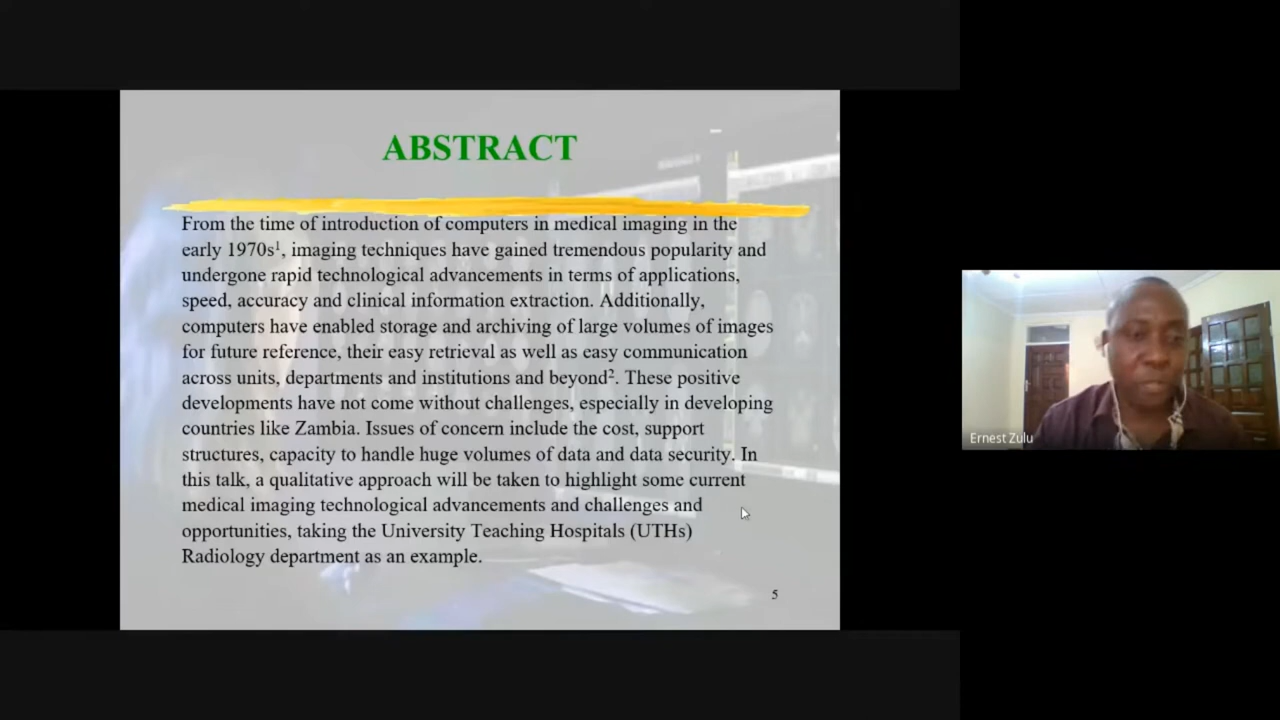 ABSTRACT
From the time of introduction of computers in medical imaging in the
early 1970s¹, imaging techniques have gained tremendous popularity and
undergone rapid technological advancements in terms of applications,
speed, accuracy and clinical information extraction. Additionally,
computers have enabled storage and archiving of large volumes of images
for future reference, their easy retrieval as well as easy communication
across units, departments and institutions and beyond². These positive
developments have not come without challenges, especially in developing
countries like Zambia. Issues of concern include the cost, support
structures, capacity to handle huge volumes of data and data security. In
this talk, a qualitative approach will be taken to highlight some current
medical imaging technological advancements and challenges and
opportunities, taking the University Teaching Hospitals (UTHs)
Radiology department as an example.
5
Ernest Zulu